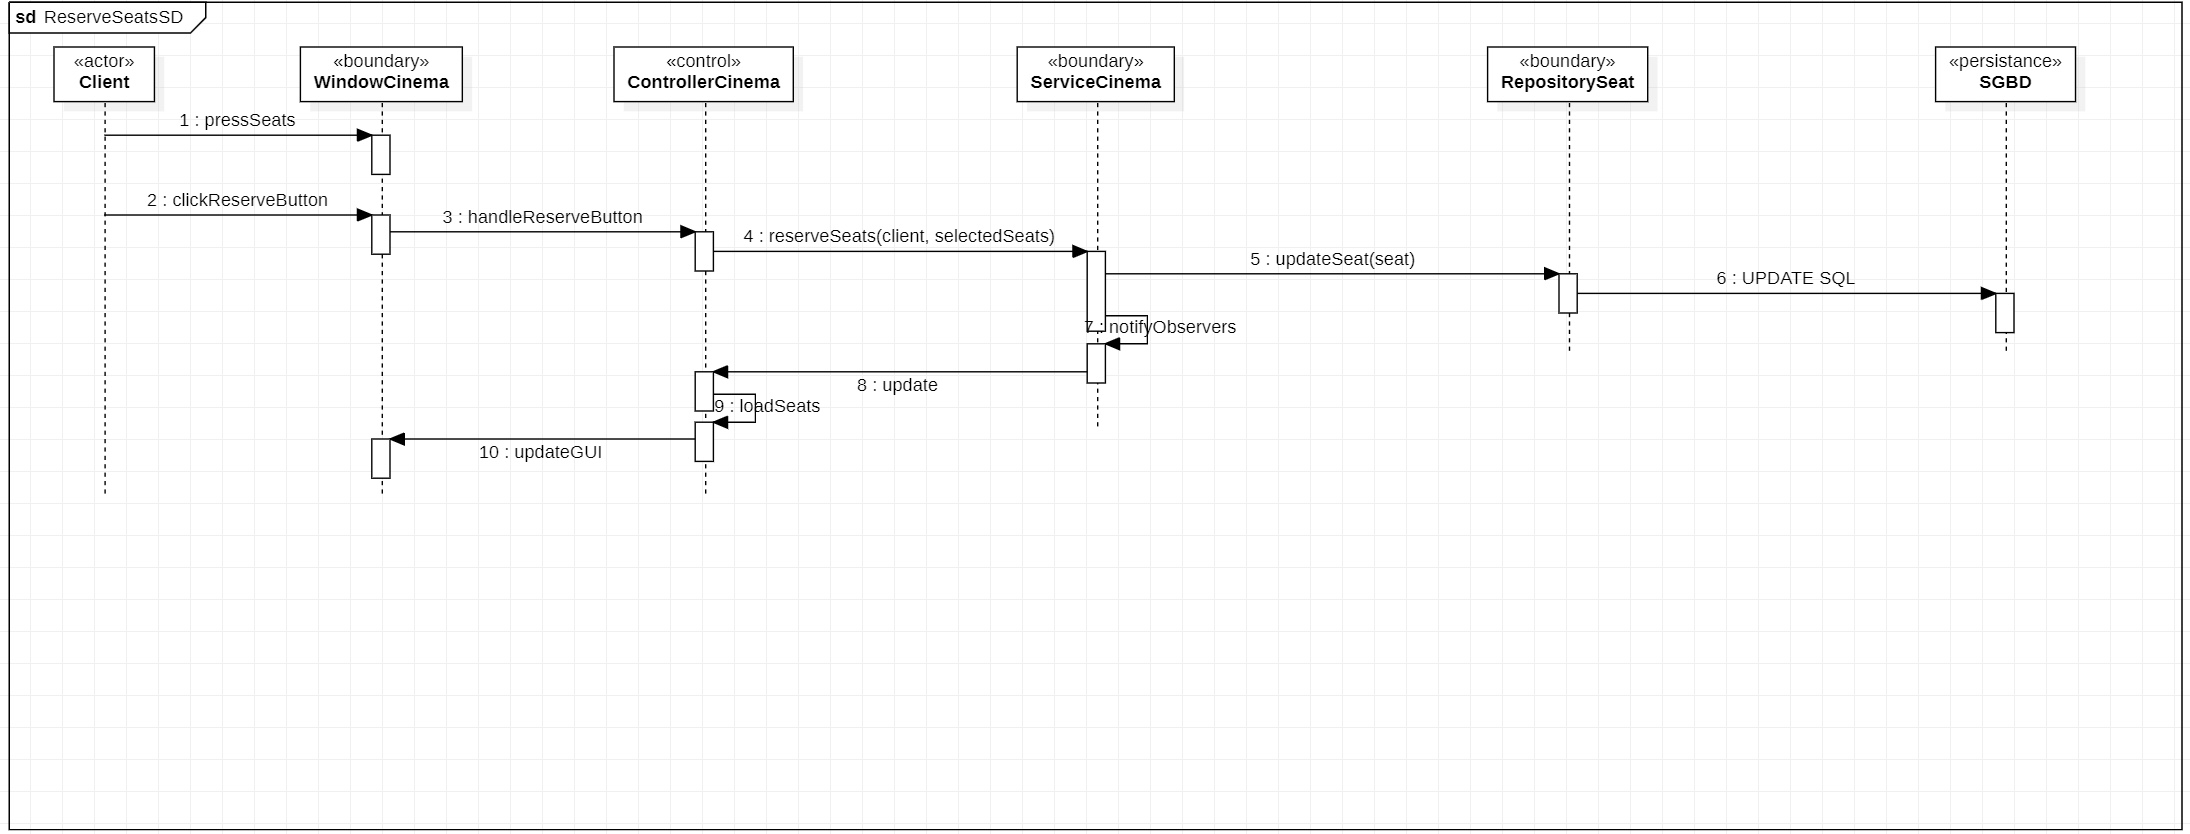 sd ReserveSeatsSD
«actor»
Client
«boundary»
WindowCinema
«control»
ControllerCinema
«boundary»
ServiceCinema
«boundary»
RepositorySeat
«persistance»
SGBD
1 : pressSeats
2 : clickReserveButton
3 : handleReserveButton
4 : reserveSeats(client, selectedSeats)
5 : updateSeat(seat)
6 : UPDATE SQL
7 : notifyObservers
8 : update
9 : loadSeats
10 : updateGUI